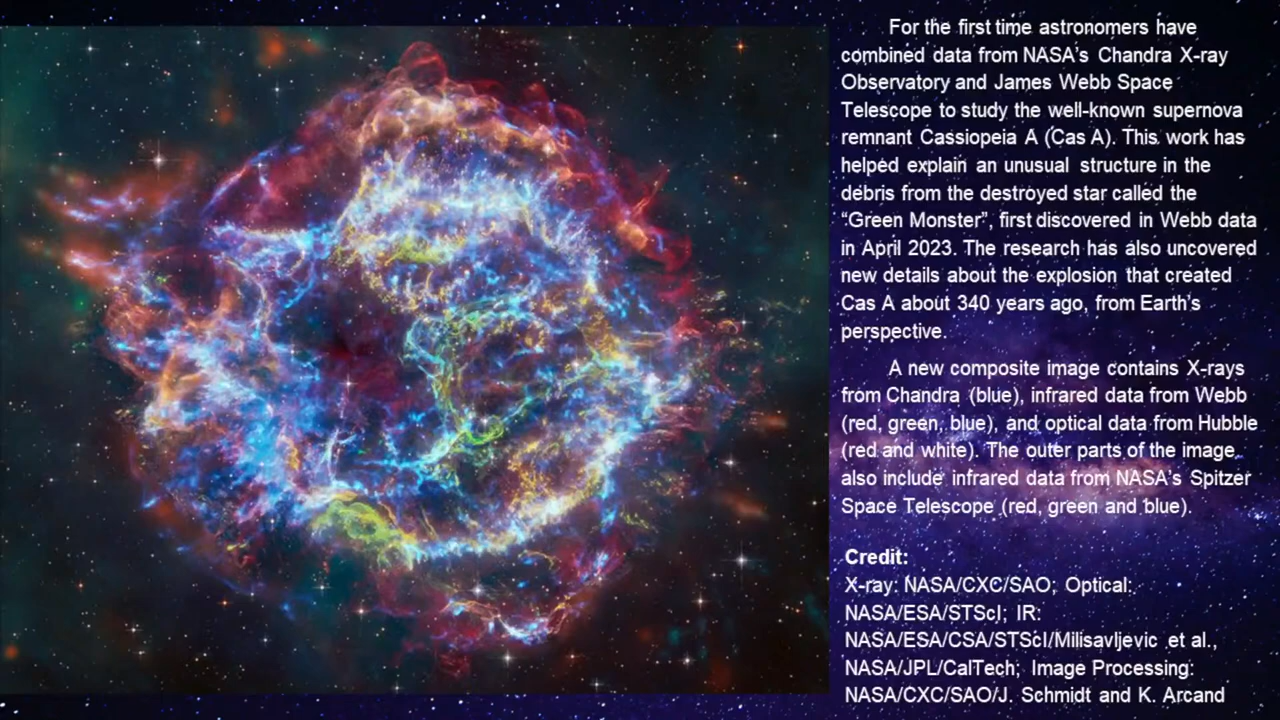 For the first time astronomers have
combined data from NASA's Chandra X-ray
Observatory and James Webb Space
Telescope to study the well-known supernova
remnant Cassiopeia A (Cas A). This work has
helped explain an unusual structure in the
debris from the destroyed star called the
“Green Monster”, first discovered in Webb data
in April 2023. The research has also uncovered
new details about the explosion that created
Cas A about 340 years ago, from Earth's
perspective.
A new composite image contains X-rays
from Chandra (blue), infrared data from Webb
(red, green, blue), and optical data from Hubble
(red and white). The outer parts of the image
also include infrared data from NASA's Spitzer
Space Telescope (red, green and blue).
Credit:
X-ray: NASA/CXC/SAO; Optical:
NASA/ESA/STScI; IR:
NASA/ESA/CSA/STScI/Milisavljevic et al.,
NASA/JPL/CalTech; Image Processing:
NASA/CXC/SAO/J. Schmidt and K. Arcand